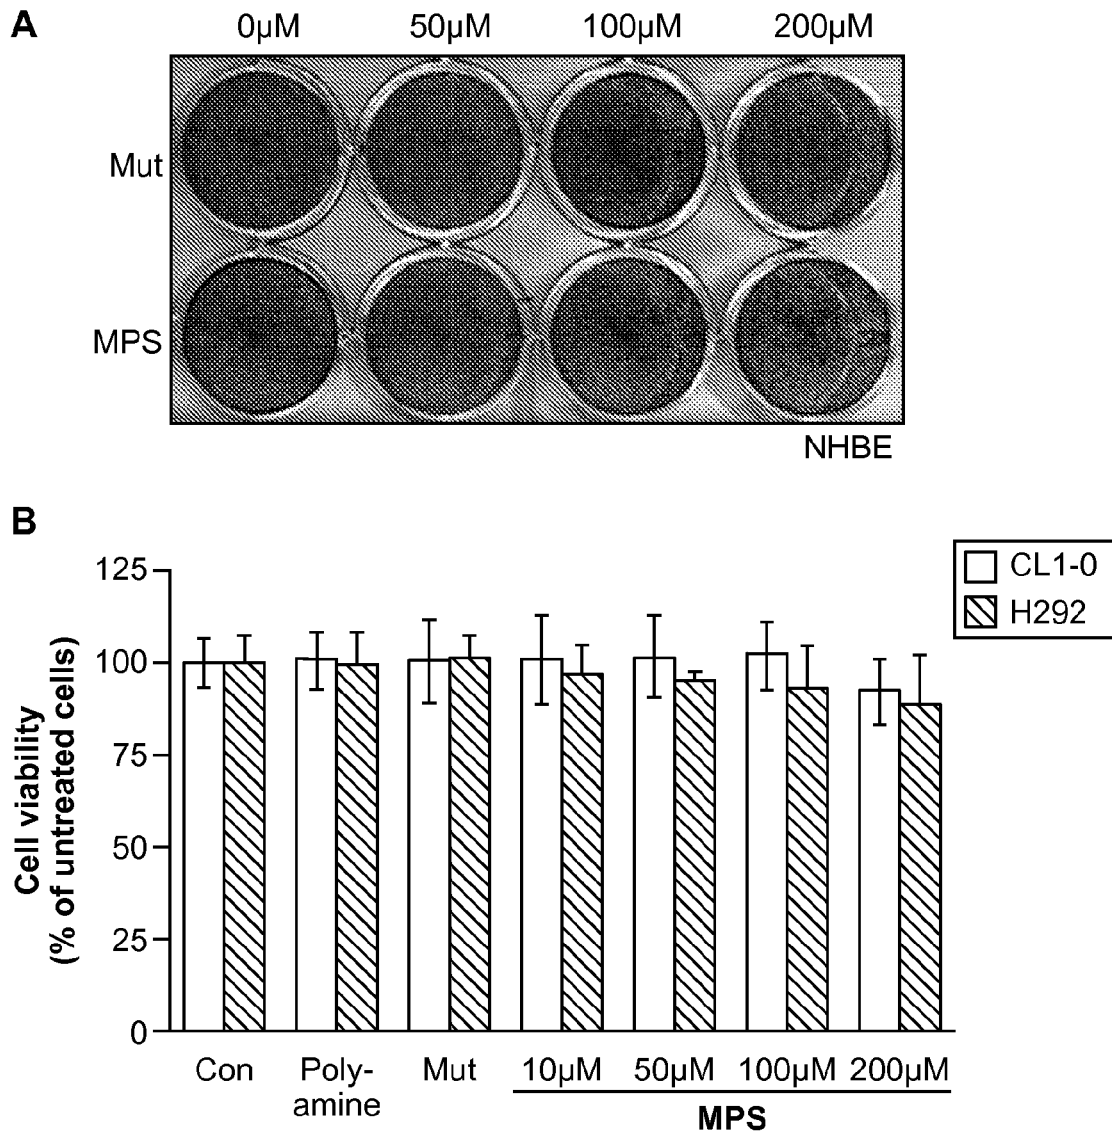 A
0µM 50µM 100µM 200µM
Mut
MPS
NHBE
B
CL1-0
H292
Cell viability
(% of untreated cells)
125
100
75
50
25
0
Con Poly-amine Mut 10µM 50µM 100µM 200µM
MPS